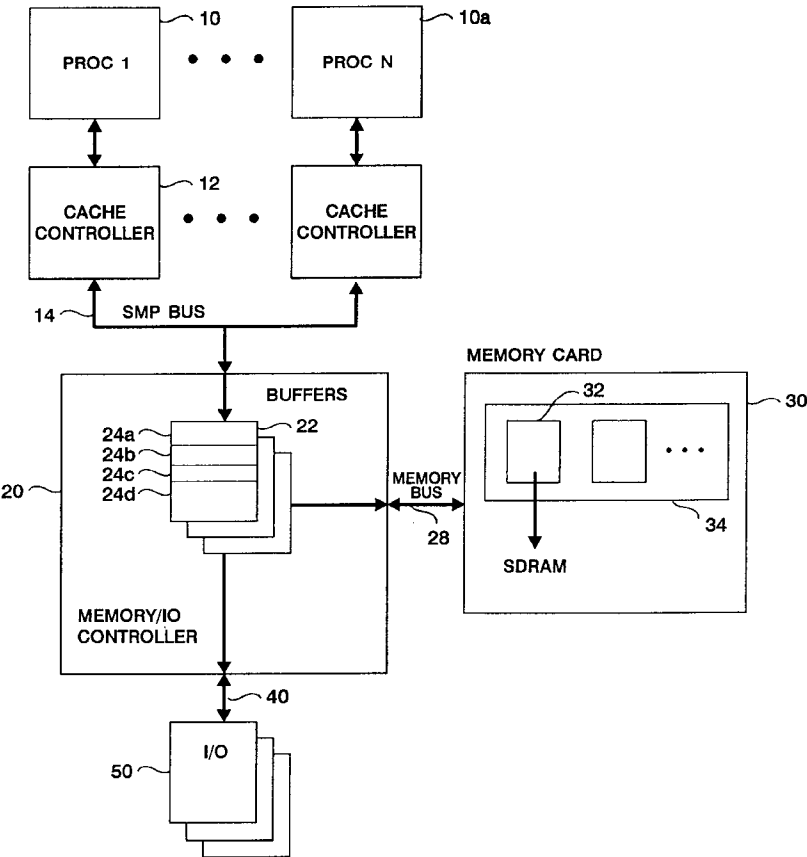 10
10a
PROC 1
• • •
PROC N
12
CACHE
CONTROLLER
• • •
CACHE
CONTROLLER
14
SMP BUS
MEMORY CARD
BUFFERS
22
24a
24b
24c
24d
20
MEMORY
BUS
28
32
30
• • •
34
SDRAM
MEMORY/IO
CONTROLLER
40
I/O
50